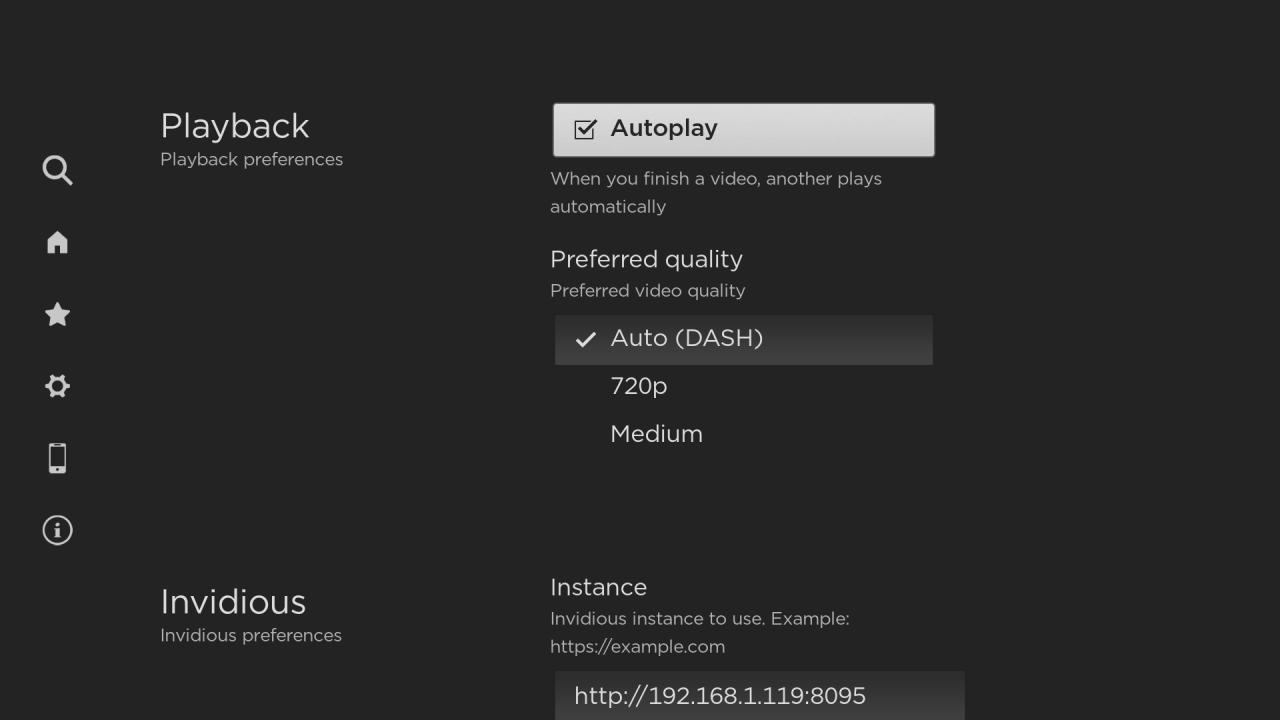 Playback
Playback preferences
Autoplay
When you finish a video, another plays
automatically
Preferred quality
Preferred video quality
Auto (DASH)
720p
Medium
Invidious
Invidious preferences
Instance
Invidious instance to use. Example:
https://example.com
http://192.168.1.119:8095